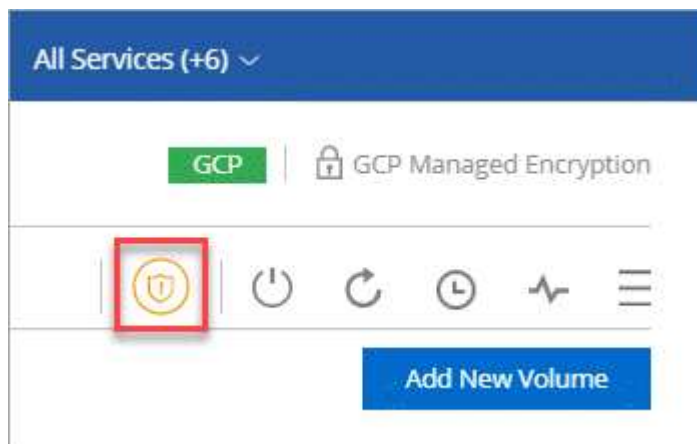 All Services (+6)
GCP
GCP Managed Encryption
Add New Volume